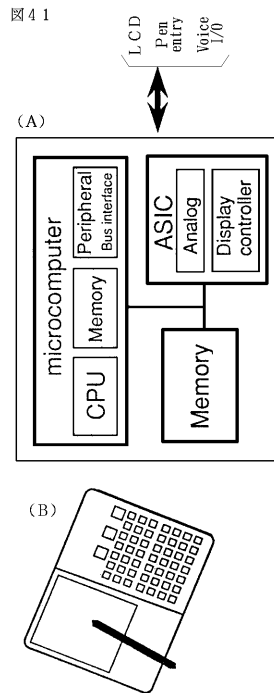 図41
LCD
Pen
entry
Voice
I/O
(A)
microcomputer
CPU
Memory
Peripheral
Bus interface
ASIC
Analog
Display
controller
Memory
(B)